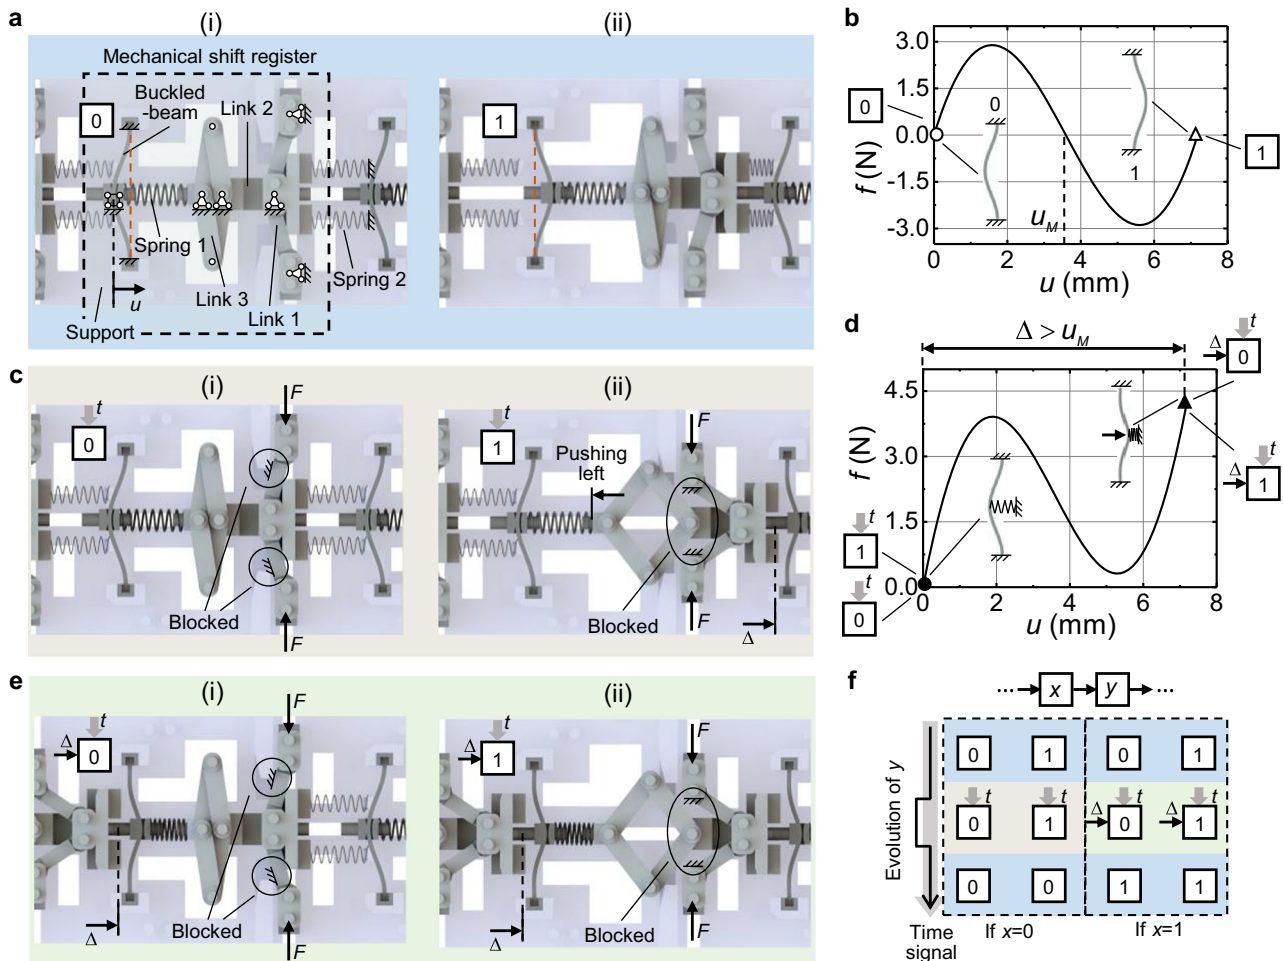 a
(i)
(ii)
Mechanical shift register
Buckled
-beam
0
Link 2
Spring 1
Spring 2
Link 3
Link 1
u
Support
1
b
3.0
1.5
0.0
-1.5
-3.0
f (N)
0
0
1
1
u_M
0 2 4 6 8
u (mm)
c
(i)
(ii)
t
0
F
Blocked
F
t
1
Pushing
left
F
Blocked
F
Δ
d
Δ > u_M
t
Δ
0
4.5
3.0
1.5
0.0
f (N)
t
Δ
1
t
1
t
0
0 2 4 6 8
u (mm)
e
(i)
(ii)
t
Δ
0
F
Blocked
Δ
F
t
Δ
1
F
Blocked
Δ
F
f
··· x y ···
Evolution of y
0 1 0 1
t t t t
0 1 Δ 0 Δ 1
0 0 1 1
Time
signal
If x=0
If x=1